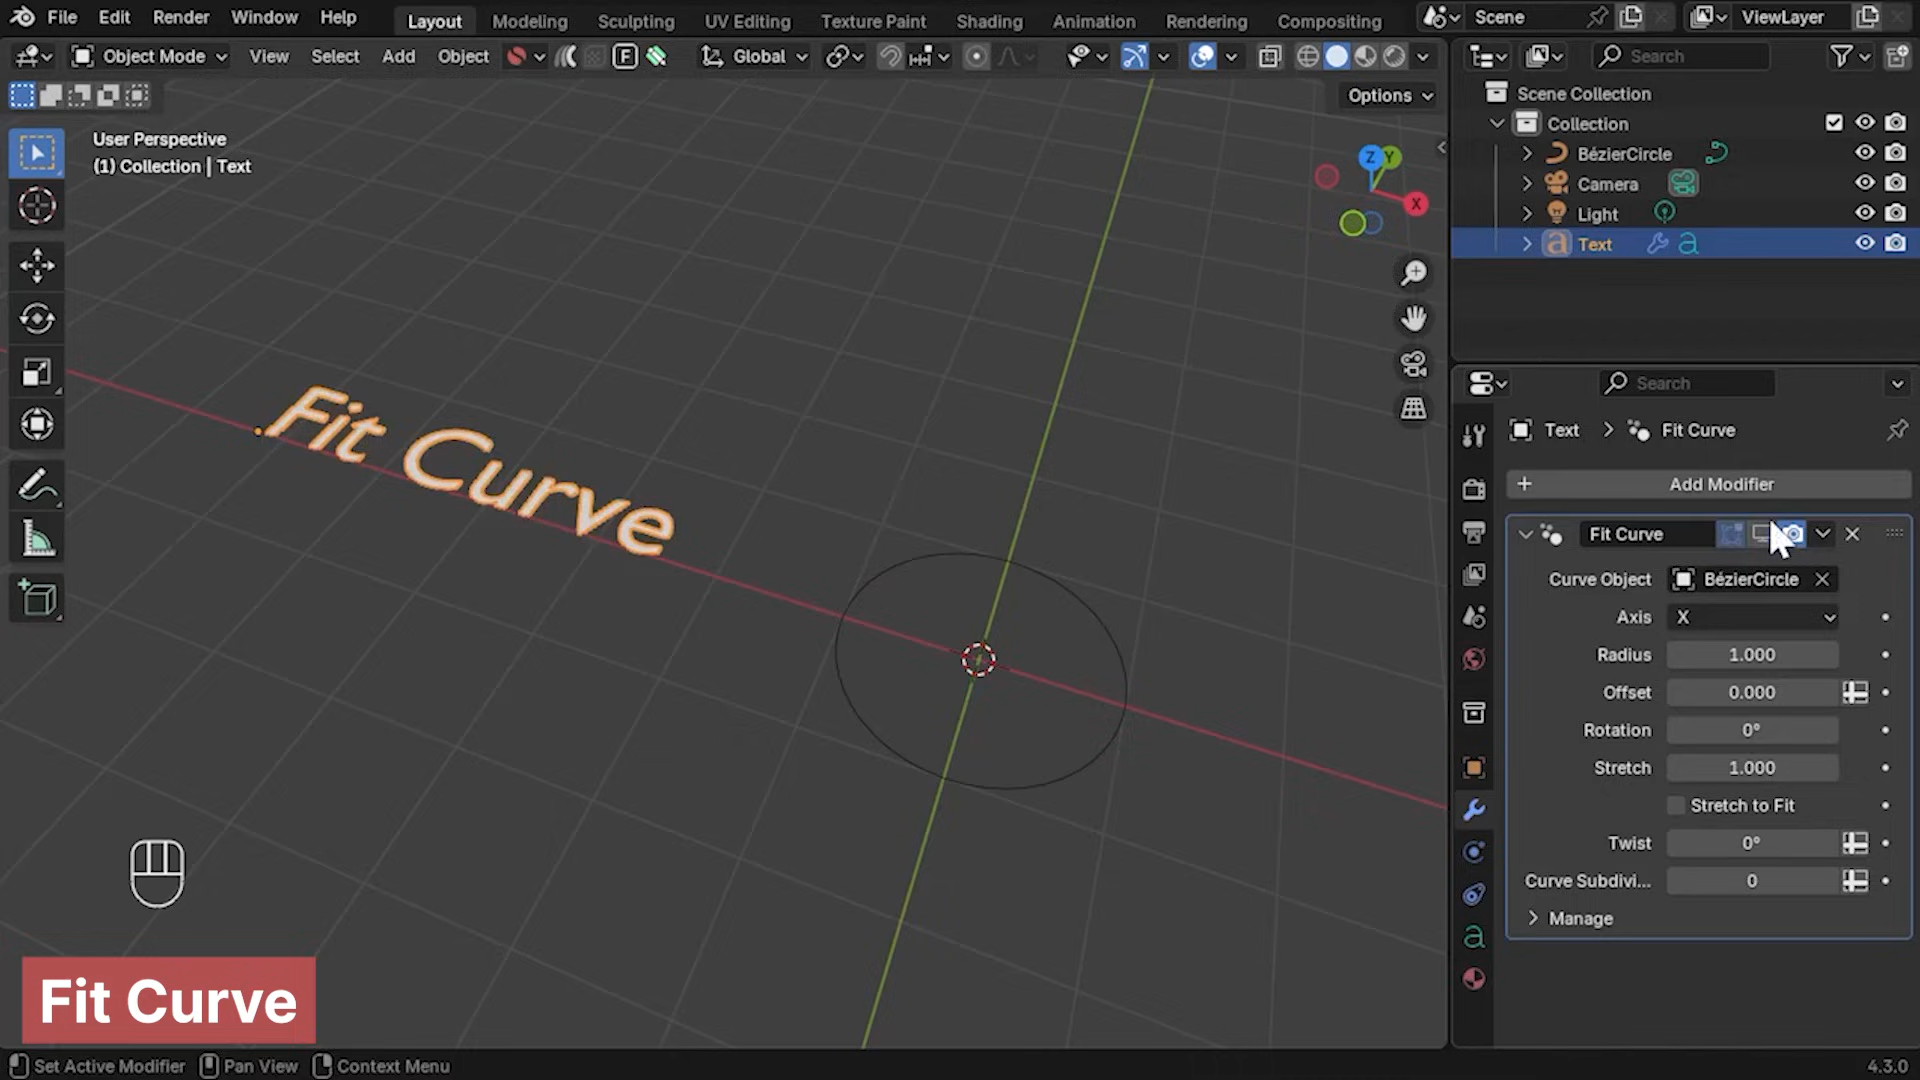 File Edit Render Window Help Layout Modeling Sculpting UV Editing Texture Paint Shading Animation Rendering Compositing Scene ViewLayer
Object Mode View Select Add Object F Global Search
Options
User Perspective
(1) Collection | Text
Z Y
X
Scene Collection
Collection
BézierCircle
Camera
Light
a Text a
Search
Text > Fit Curve
+ Add Modifier
Fit Curve
Curve Object BézierCircle
Axis X
Radius 1.000
Offset 0.000
Rotation 0°
Stretch 1.000
Stretch to Fit
Twist 0°
Curve Subdivi... 0
Manage
a
Fit Curve
Fit Curve
Set Active Modifier Pan View Context Menu 4.3.0